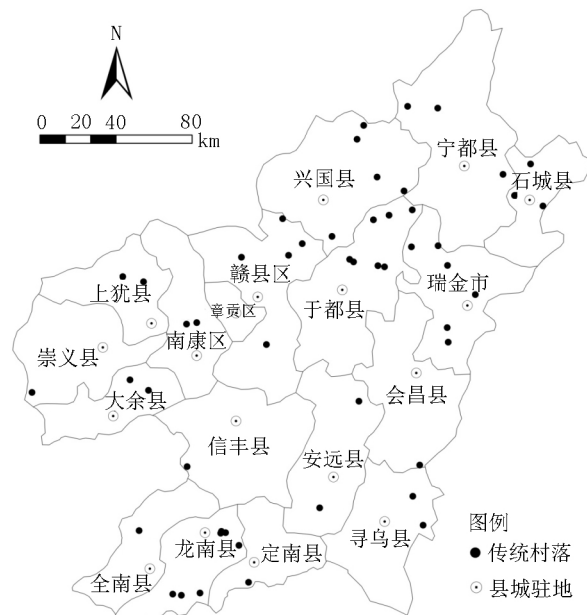 N
0 20 40 80
km
宁都县
兴国县
石城县
赣县区
上犹县
章贡区
于都县
瑞金市
南康区
崇义县
会昌县
大余县
信丰县
安远县
寻乌县
图例
龙南县
定南县
传统村落
全南县
县城驻地